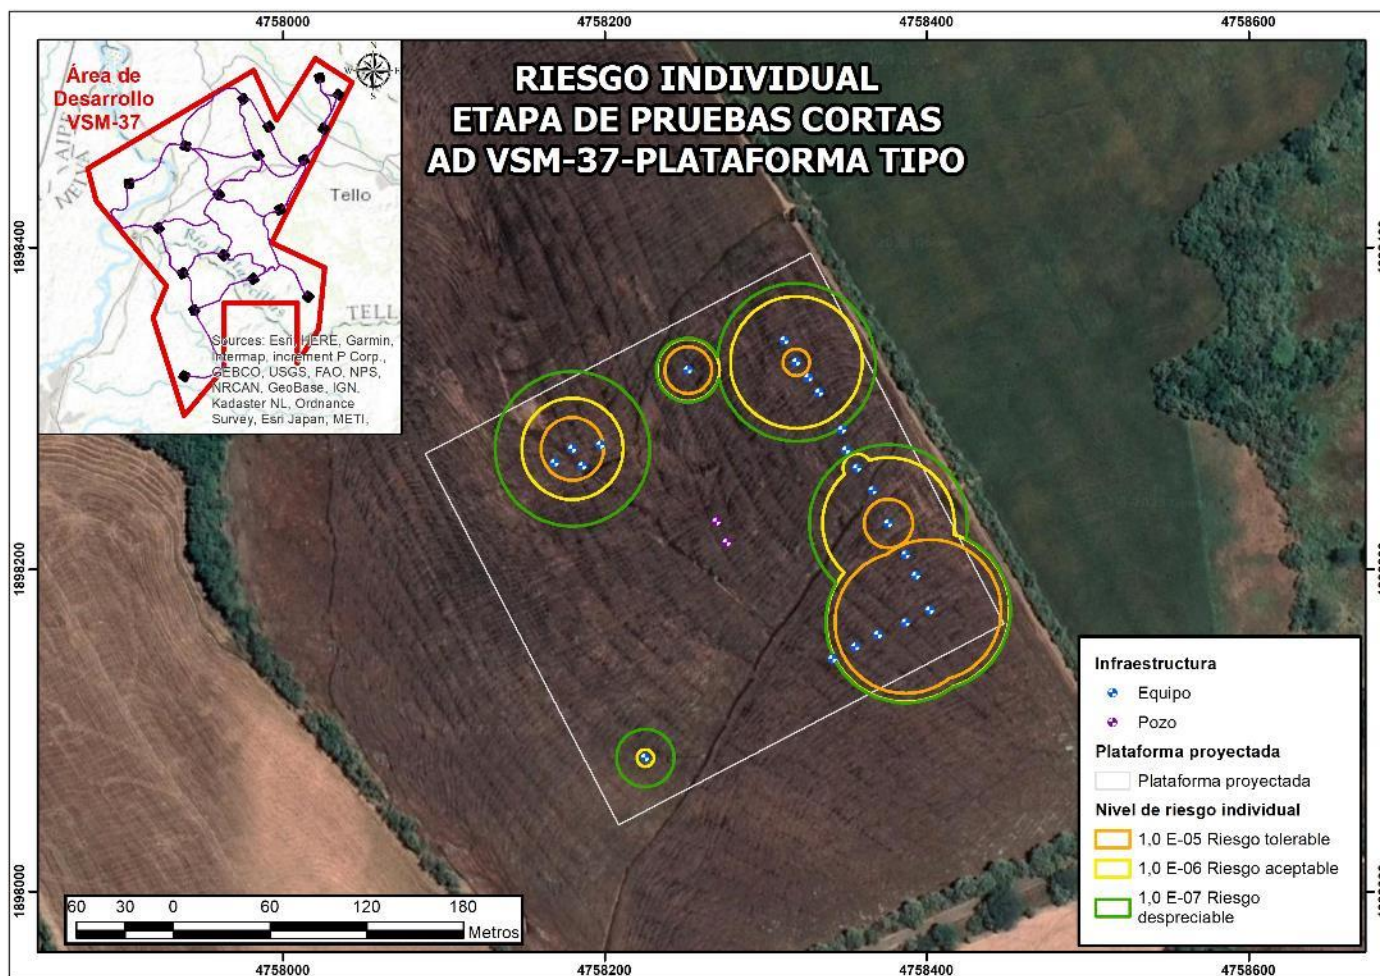 4758000 4758200 4758400 4758600
Área de
Desarrollo
VSM-37
N
W E
S
RIESGO INDIVIDUAL
ETAPA DE PRUEBAS CORTAS
AD VSM-37-PLATAFORMA TIPO
NEIVA
Tello
TELL
Sources: Esri, HERE, Garmin,
Intermap, increment P Corp.,
GEBCO, USGS, FAO, NPS,
NRCAN, GeoBase, IGN,
Kadaster NL, Ordnance
Survey, Esri Japan, METI,
1898400
1898200
1898000
Infraestructura
Equipo
Pozo
Plataforma proyectada
Plataforma proyectada
Nivel de riesgo individual
1,0 E-05 Riesgo tolerable
1,0 E-06 Riesgo aceptable
1,0 E-07 Riesgo
despreciable
60 30 0 60 120 180
Metros
4758000 4758200 4758400 4758600